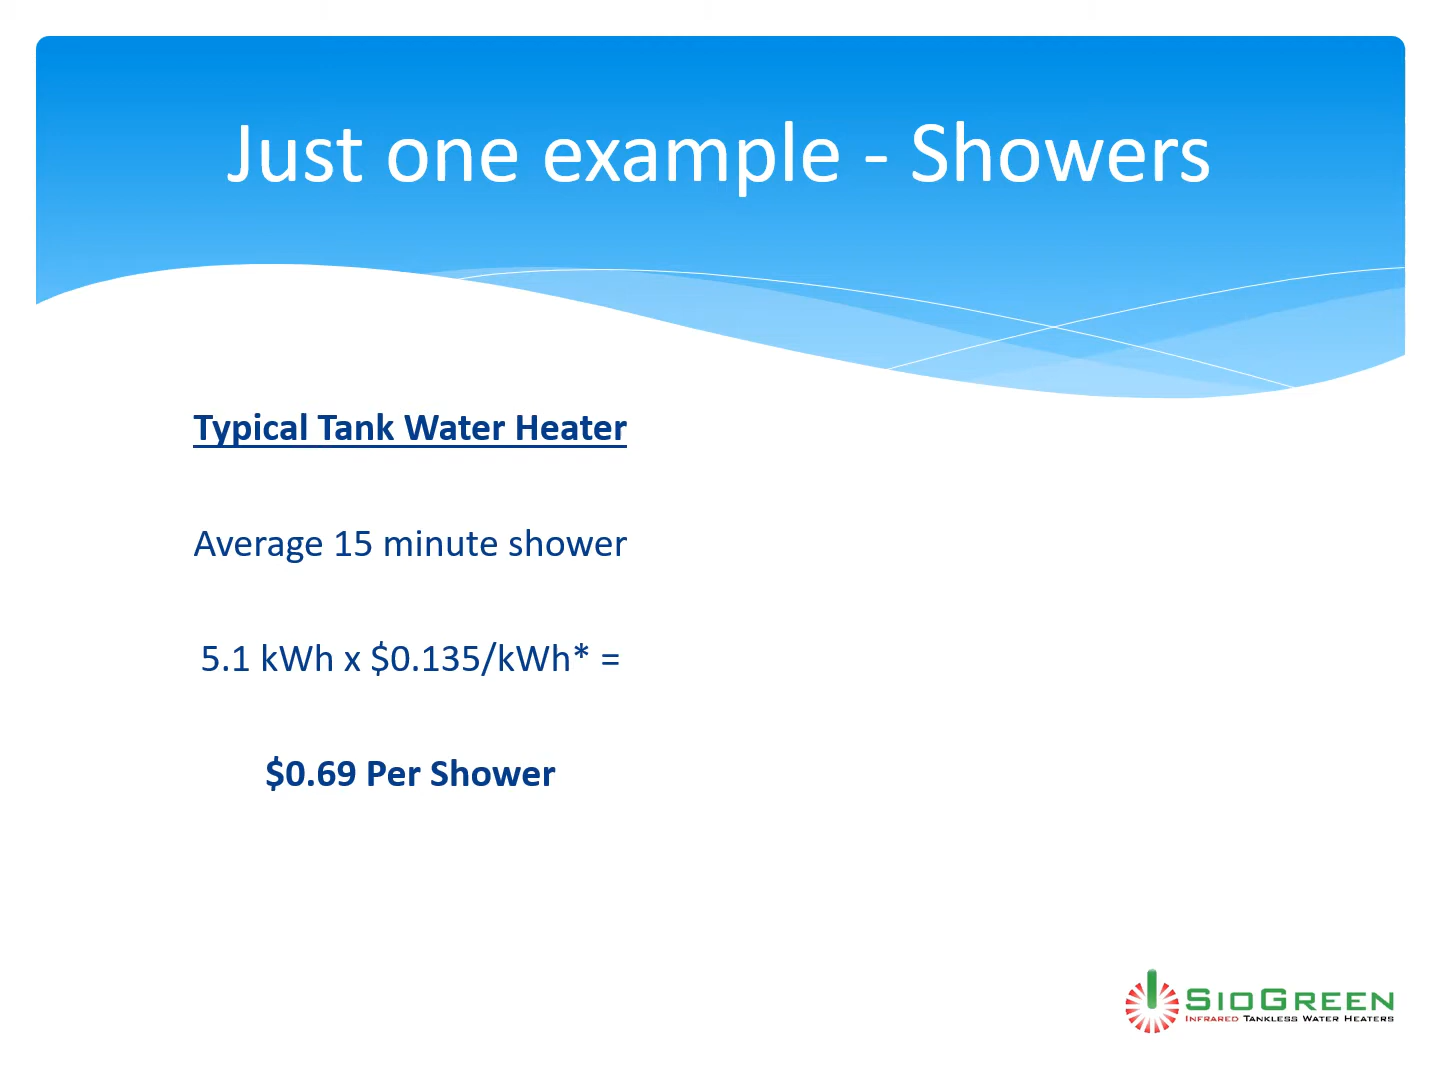 Just one example - Showers
Typical Tank Water Heater
Average 15 minute shower
5.1 kWh x $0.135/kWh* =
$0.69 Per Shower
SIOGREEN
INFRARED TANKLESS WATER HEATERS